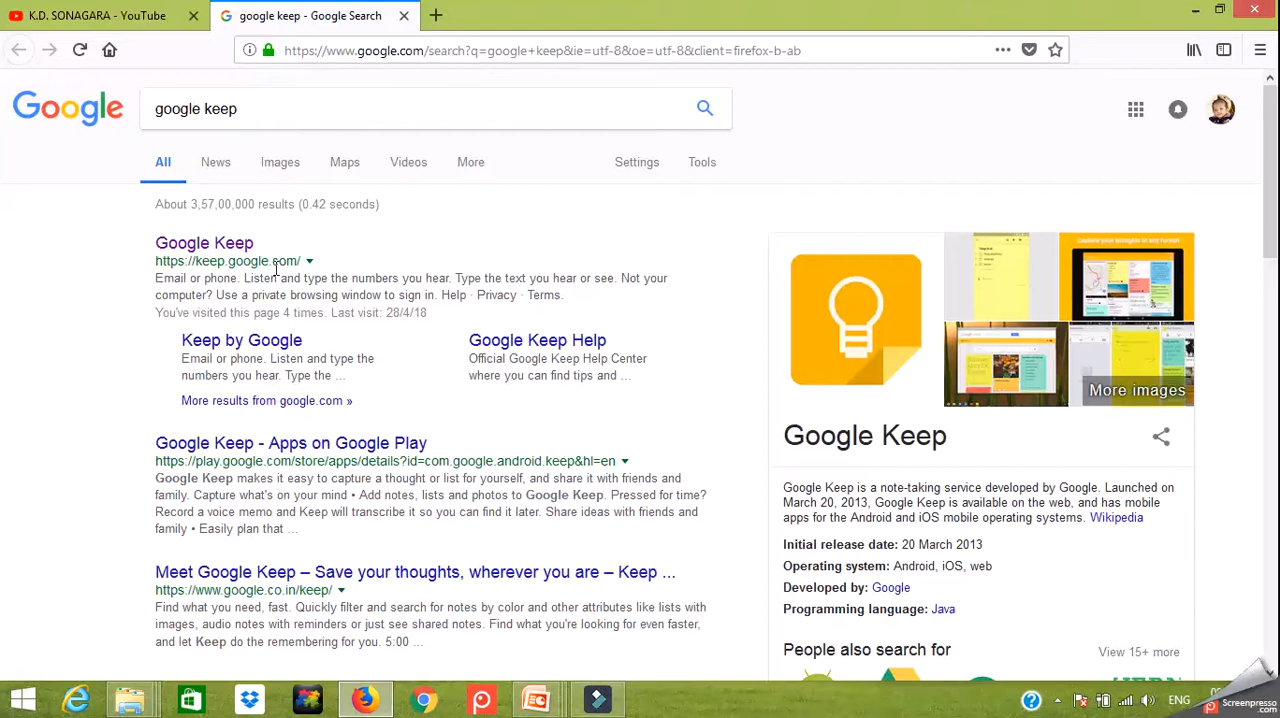 K.D. SONAGARA - YouTube
google keep - Google Search
https://www.google.com/search?q=google+keep&ie=utf-8&oe=utf-8&client=firefox-b-ab
Google
google keep
All News Images Maps Videos More Settings Tools
About 3,57,00,000 results (0.42 seconds)
Google Keep
https://keep.google.com/
Email or phone. Listen and type the numbers you hear. Type the text you hear or see. Not your
computer? Use a private browsing window to sign in. Help · Privacy · Terms.
You've visited this page 4 times. Last visit:
Keep by Google
Email or phone. Listen and type the
numbers you hear. Type the ...
Google Keep Help
Official Google Keep Help Center
where you can find tips and ...
More results from google.com »
Google Keep - Apps on Google Play
https://play.google.com/store/apps/details?id=com.google.android.keep&hl=en
Google Keep makes it easy to capture a thought or list for yourself, and share it with friends and
family. Capture what's on your mind • Add notes, lists and photos to Google Keep. Pressed for time?
Record a voice memo and Keep will transcribe it so you can find it later. Share ideas with friends and
family • Easily plan that ...
Meet Google Keep – Save your thoughts, wherever you are – Keep ...
https://www.google.co.in/keep/
Find what you need, fast. Quickly filter and search for notes by color and other attributes like lists with
images, audio notes with reminders or just see shared notes. Find what you're looking for even faster,
and let Keep do the remembering for you. 5:00 ...
More images
Google Keep
Google Keep is a note-taking service developed by Google. Launched on
March 20, 2013, Google Keep is available on the web, and has mobile
apps for the Android and iOS mobile operating systems. Wikipedia
Initial release date: 20 March 2013
Operating system: Android, iOS, web
Developed by: Google
Programming language: Java
People also search for
View 15+ more
ENG
Screenpresso
.com